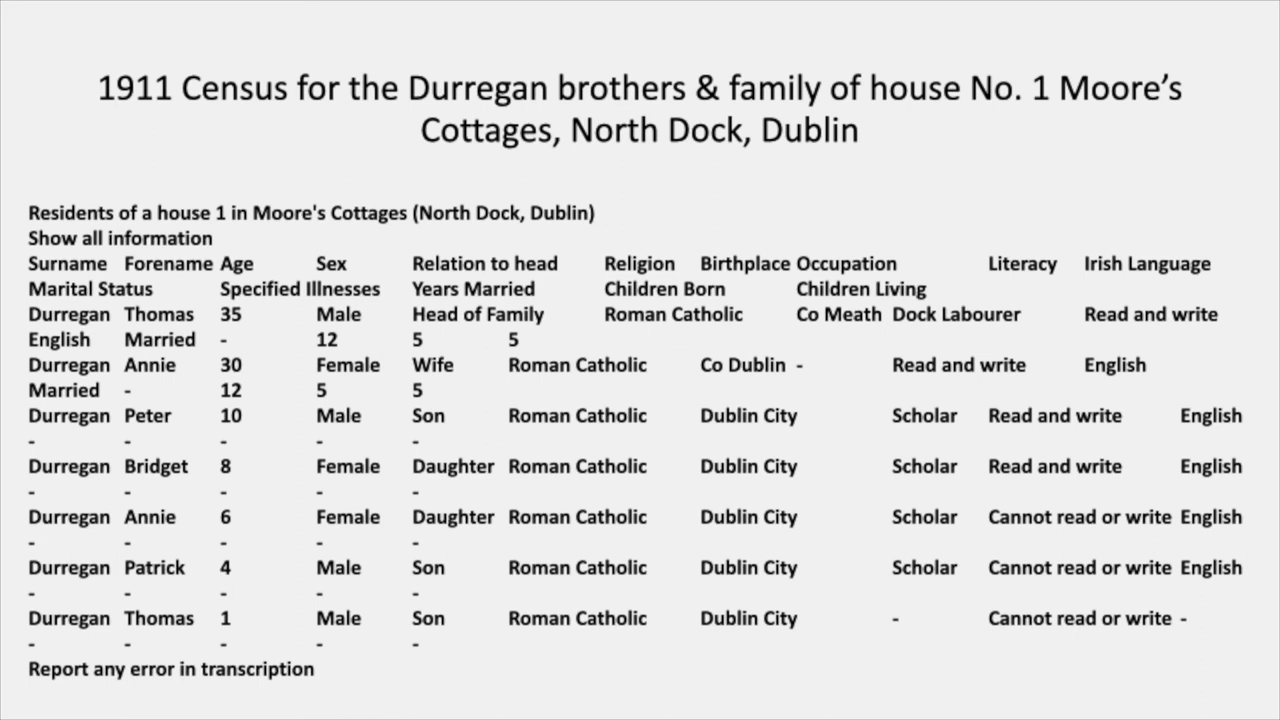 1911 Census for the Durregan brothers & family of house No. 1 Moore’s
Cottages, North Dock, Dublin
Residents of a house 1 in Moore's Cottages (North Dock, Dublin)
Show all information
Surname Forename Age Sex Relation to head Religion Birthplace Occupation Literacy Irish Language
Marital Status Specified Illnesses Years Married Children Born Children Living
Durregan Thomas 35 Male Head of Family Roman Catholic Co Meath Dock Labourer Read and write
English Married - 12 5 5
Durregan Annie 30 Female Wife Roman Catholic Co Dublin - Read and write English
Married - 12 5 5
Durregan Peter 10 Male Son Roman Catholic Dublin City Scholar Read and write English
- - - - -
Durregan Bridget 8 Female Daughter Roman Catholic Dublin City Scholar Read and write English
- - - - -
Durregan Annie 6 Female Daughter Roman Catholic Dublin City Scholar Cannot read or write English
- - - - -
Durregan Patrick 4 Male Son Roman Catholic Dublin City Scholar Cannot read or write English
- - - - -
Durregan Thomas 1 Male Son Roman Catholic Dublin City - Cannot read or write -
- - - - -
Report any error in transcription